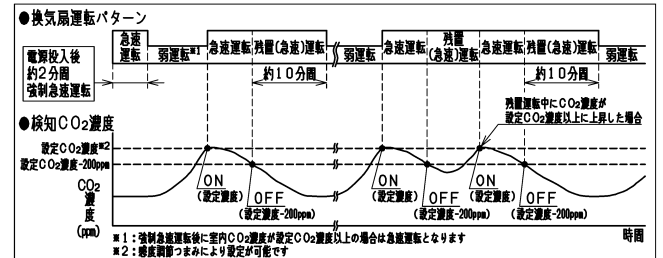 ●換気扇運転パターン
急速運転
弱運転※1
急速運転
残置(急速)運転
弱運転
急速運転
残置(急速)運転
急速運転
残置(急速)運転
弱運転
電源投入後
約2分間
強制急速運転
約10分間
約10分間
残置運転中にCO₂濃度が
設定CO₂濃度以上に上昇した場合
●検知CO₂濃度
設定CO₂濃度※2
設定CO₂濃度-200ppm
CO₂
濃
度
(ppm)
ON
(設定濃度)
OFF
(設定濃度-200ppm)
ON
(設定濃度)
OFF
(設定濃度-200ppm)
ON
(設定濃度)
OFF
(設定濃度-200ppm)
時間
※1：強制急速運転後に室内CO₂濃度が設定CO₂濃度以上の場合は急速運転となります
※2：感度調節つまみにより設定が可能です